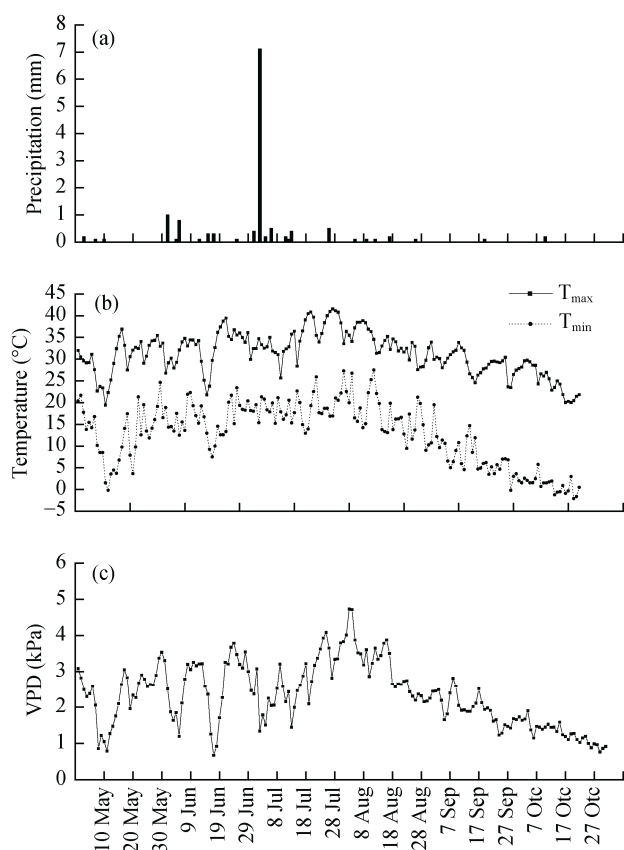 (a)
Precipitation (mm)
8
7
6
5
4
3
2
1
0
(b)
T_max
T_min
Temperature (°C)
45
40
35
30
25
20
15
10
5
0
−5
(c)
VPD (kPa)
6
5
4
3
2
1
0
10 May
20 May
30 May
9 Jun
19 Jun
29 Jun
8 Jul
18 Jul
28 Jul
8 Aug
18 Aug
28 Aug
7 Sep
17 Sep
27 Sep
7 Otc
17 Otc
27 Otc